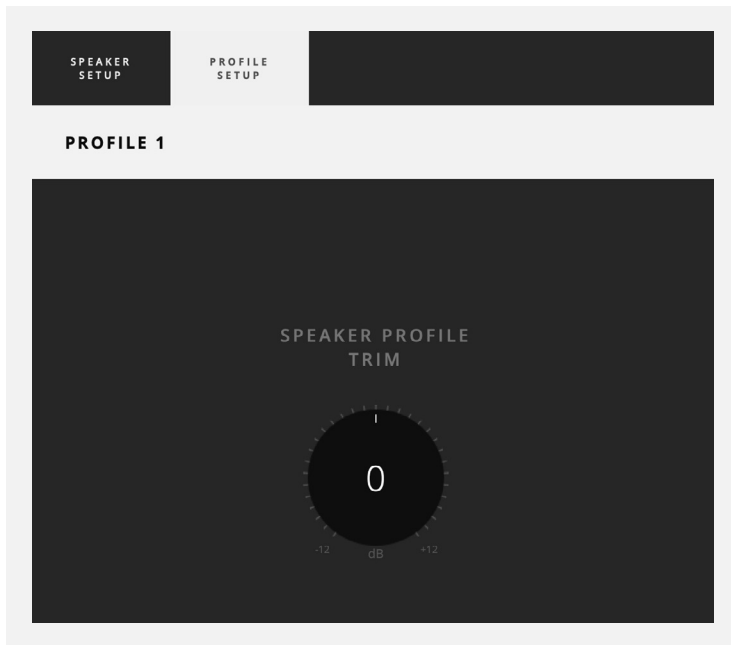 SPEAKER
SETUP
PROFILE
SETUP
PROFILE 1
SPEAKER PROFILE
TRIM
0
-12
dB
+12